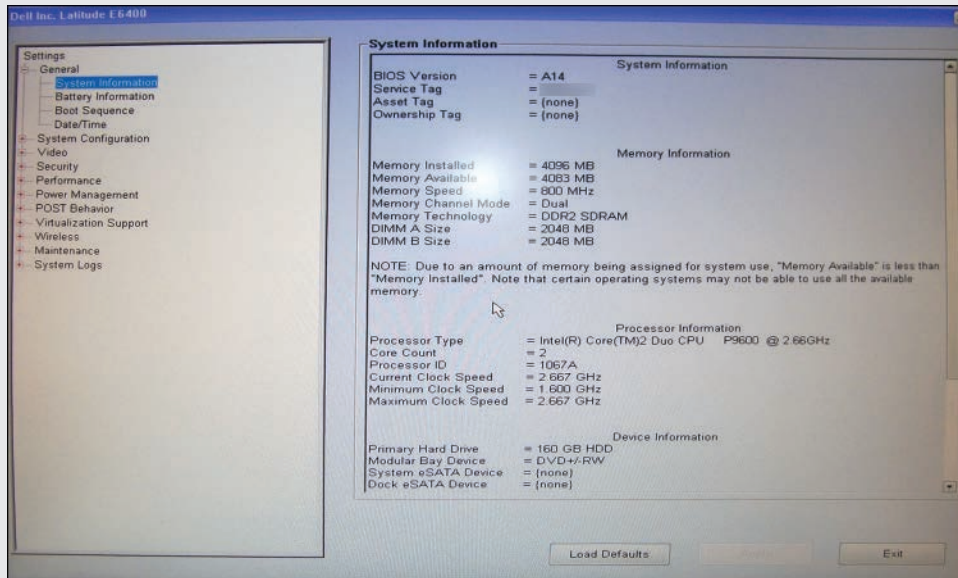 Dell Inc. Latitude E6400
Settings
General
System Information
Battery Information
Boot Sequence
Date/Time
System Configuration
Video
Security
Performance
Power Management
POST Behavior
Virtualization Support
Wireless
Maintenance
System Logs
System Information
System Information
BIOS Version = A14
Service Tag =
Asset Tag = (none)
Ownership Tag = (none)
Memory Information
Memory Installed = 4096 MB
Memory Available = 4083 MB
Memory Speed = 800 MHz
Memory Channel Mode = Dual
Memory Technology = DDR2 SDRAM
DIMM A Size = 2048 MB
DIMM B Size = 2048 MB
NOTE: Due to an amount of memory being assigned for system use, "Memory Available" is less than
"Memory Installed". Note that certain operating systems may not be able to use all the available
memory.
Processor Information
Processor Type = Intel(R) Core(TM)2 Duo CPU P9600 @ 2.66GHz
Core Count = 2
Processor ID = 1067A
Current Clock Speed = 2.667 GHz
Minimum Clock Speed = 1.600 GHz
Maximum Clock Speed = 2.667 GHz
Device Information
Primary Hard Drive = 160 GB HDD
Modular Bay Device = DVD+/-RW
System eSATA Device = (none)
Dock eSATA Device = (none)
Load Defaults
Exit